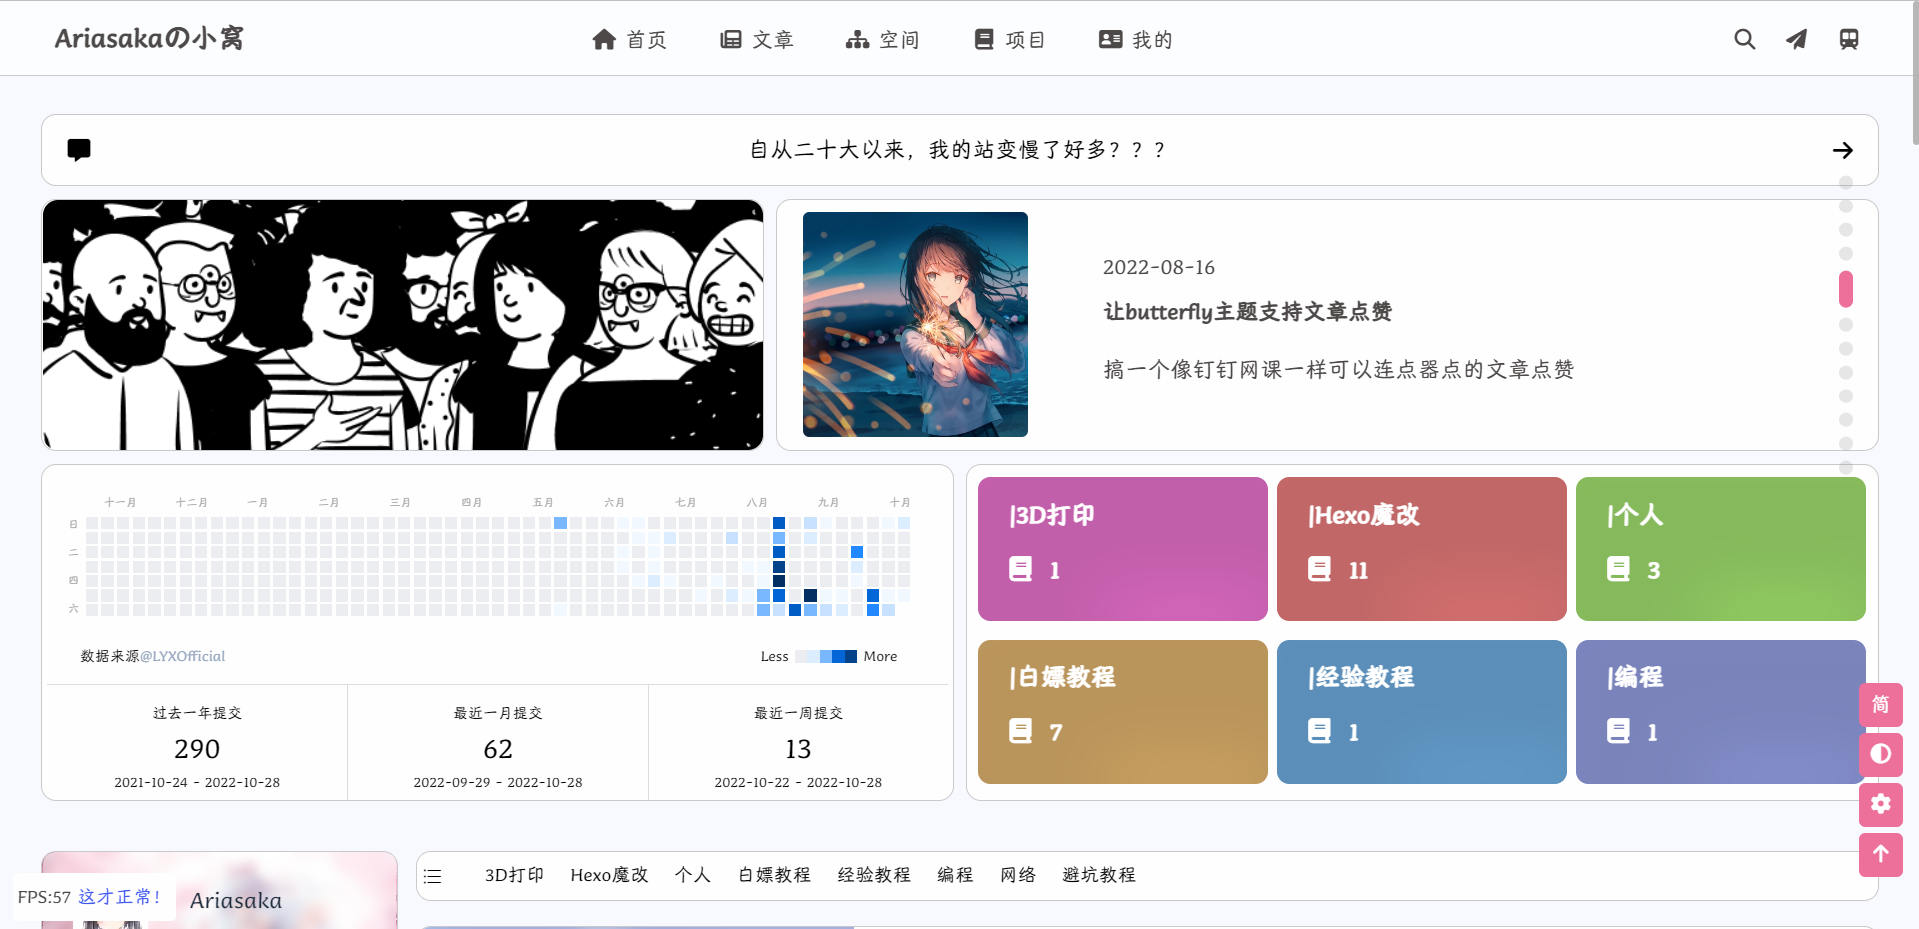 Ariasakaの小窝
首页 文章 空间 项目 我的
自从二十大以来，我的站变慢了好多？？？
2022-08-16
让butterfly主题支持文章点赞
搞一个像钉钉网课一样可以连点器点的文章点赞
十一月 十二月 一月 二月 三月 四月 五月 六月 七月 八月 九月 十月
日
二
四
六
数据来源@LYXOfficial
Less More
过去一年提交
290
2021-10-24 - 2022-10-28
最近一月提交
62
2022-09-29 - 2022-10-28
最近一周提交
13
2022-10-22 - 2022-10-28
|3D打印
1
|Hexo魔改
11
|个人
3
|白嫖教程
7
|经验教程
1
|编程
1
简
Ariasaka
FPS:57 这才正常!
3D打印 Hexo魔改 个人 白嫖教程 经验教程 编程 网络 避坑教程